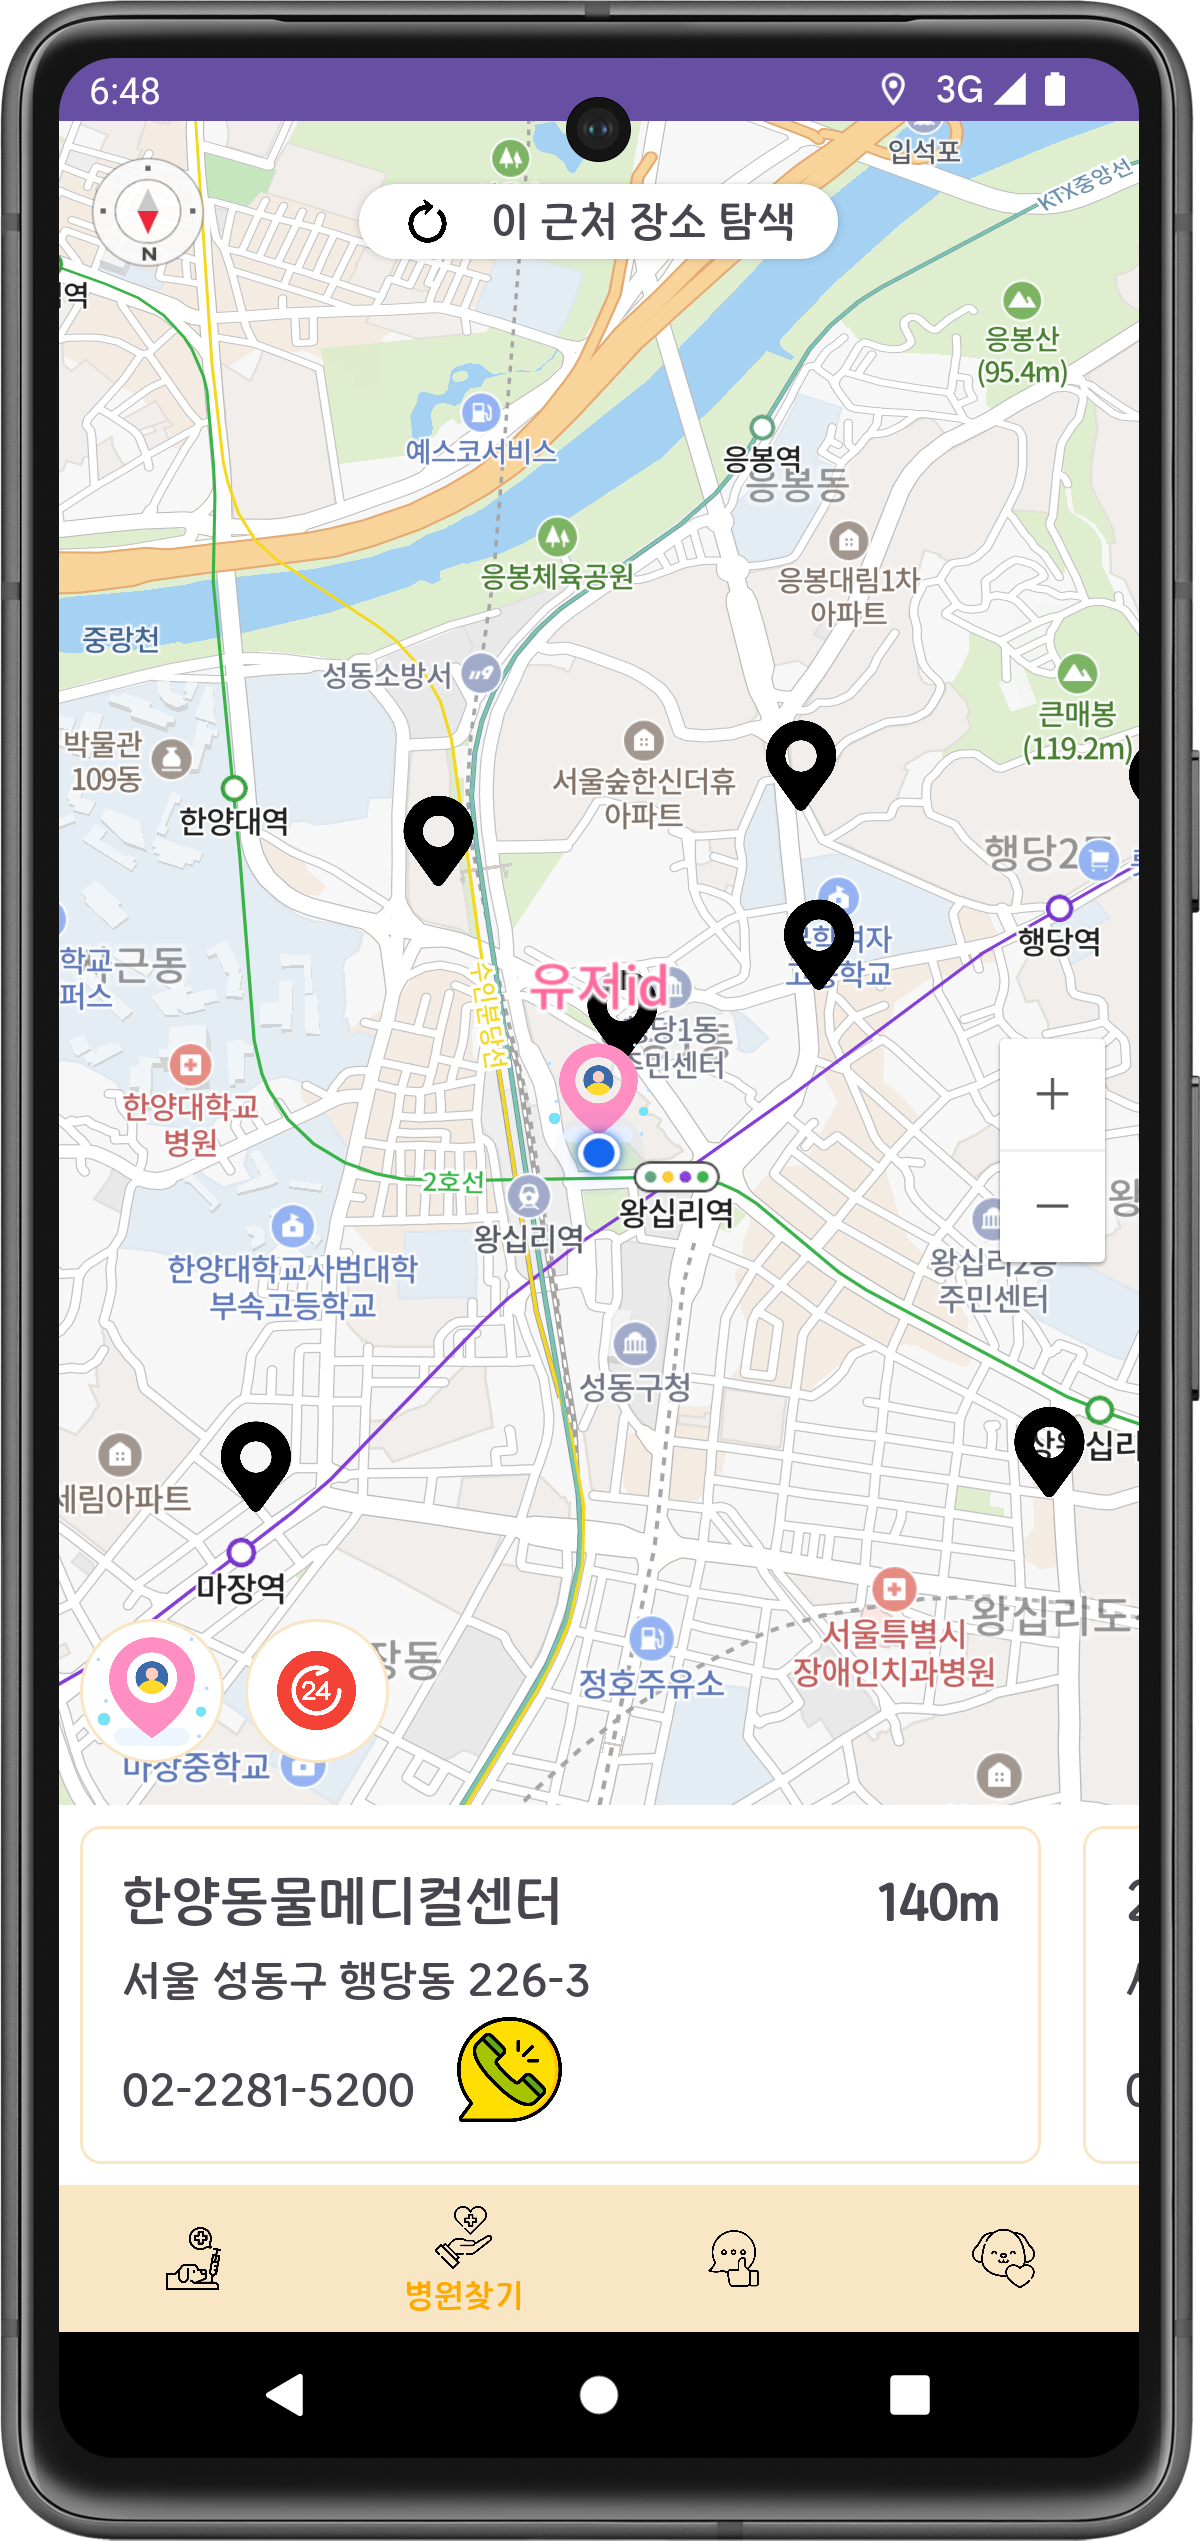 6:48
3G
입석포
KTX중앙선
이 근처 장소 탐색
N
역
응봉산
(95.4m)
예스코서비스
응봉역
응봉동
응봉체육공원
응봉대림1차
아파트
중랑천
성동소방서
큰매봉
(119.2m)
박물관
109동
서울숲한신더휴
아파트
한양대역
행당2
행당역
여자
고등학교
학교
퍼스
근동
수인분당선
유저id
당1동
주민센터
한양대학교
병원
+
2호선
왕십리역
왕십리역
왕
−
한양대학교사범대학
부속고등학교
왕십리2동
주민센터
성동구청
십리
세림아파트
마장역
왕십리도
서울특별시
장애인치과병원
장동
24
정호주유소
마장중학교
한양동물메디컬센터
140m
2
서울 성동구 행당동 226-3
02-2281-5200
0
병원찾기